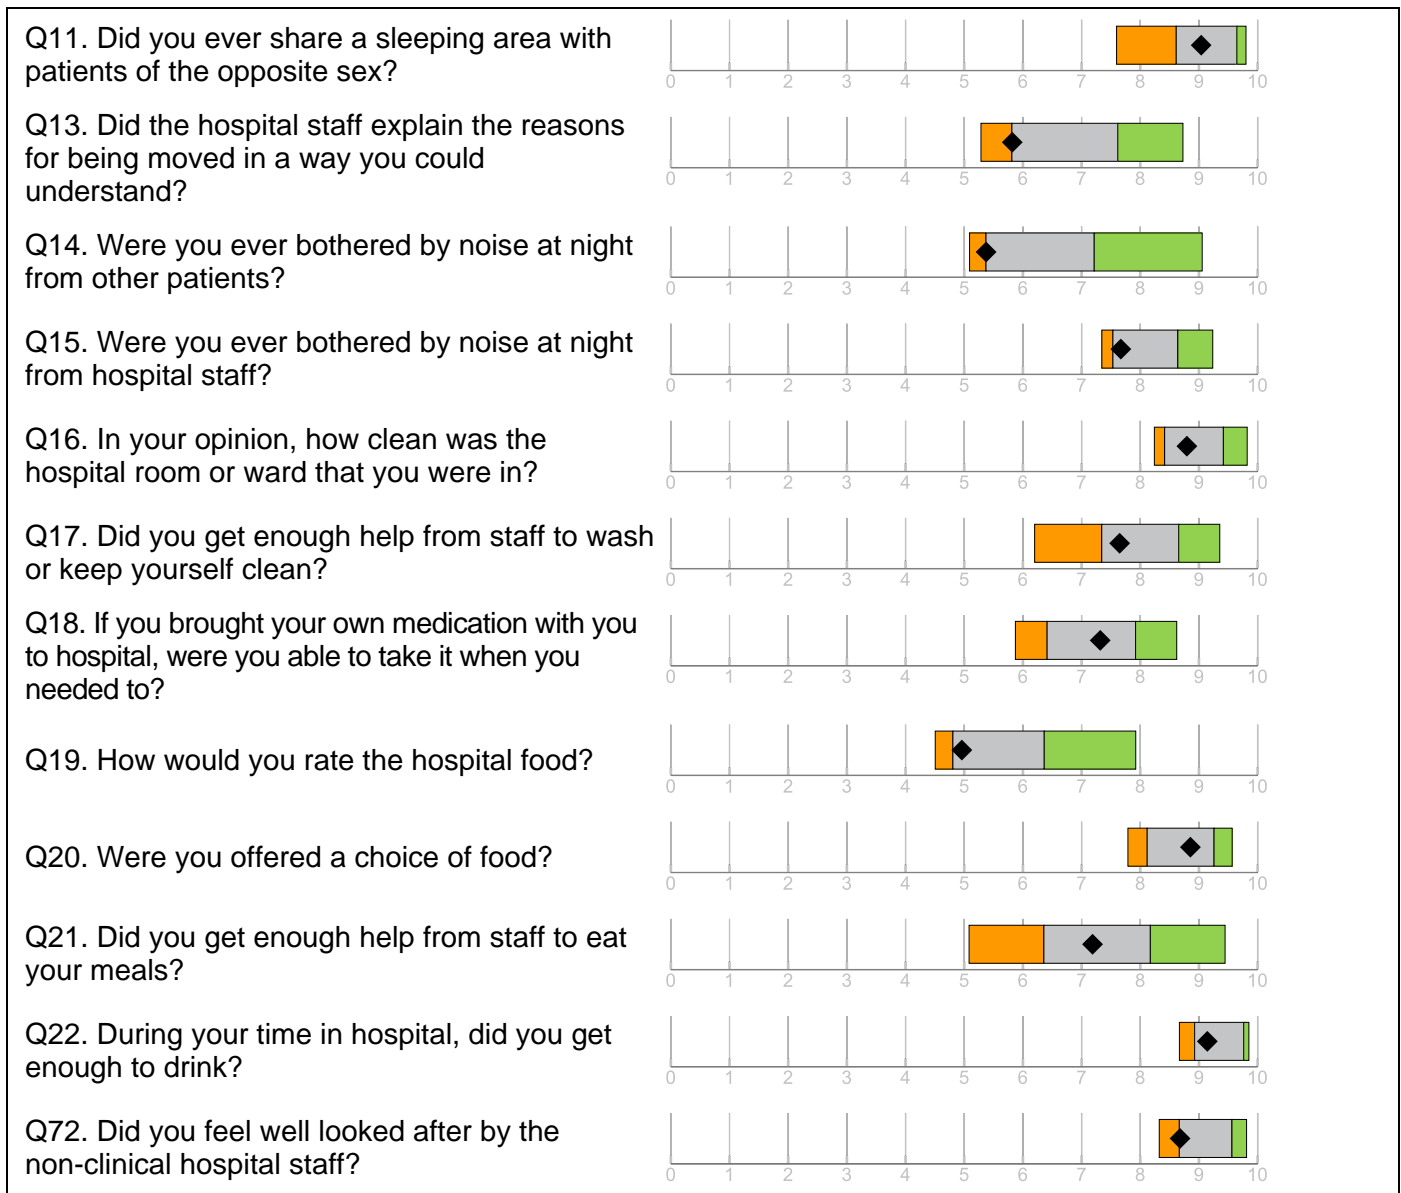 Q11. Did you ever share a sleeping area with
patients of the opposite sex?
0 1 2 3 4 5 6 7 8 9 10
Q13. Did the hospital staff explain the reasons
for being moved in a way you could
understand?
0 1 2 3 4 5 6 7 8 9 10
Q14. Were you ever bothered by noise at night
from other patients?
0 1 2 3 4 5 6 7 8 9 10
Q15. Were you ever bothered by noise at night
from hospital staff?
0 1 2 3 4 5 6 7 8 9 10
Q16. In your opinion, how clean was the
hospital room or ward that you were in?
0 1 2 3 4 5 6 7 8 9 10
Q17. Did you get enough help from staff to wash
or keep yourself clean?
0 1 2 3 4 5 6 7 8 9 10
Q18. If you brought your own medication with you
to hospital, were you able to take it when you
needed to?
0 1 2 3 4 5 6 7 8 9 10
Q19. How would you rate the hospital food?
0 1 2 3 4 5 6 7 8 9 10
Q20. Were you offered a choice of food?
0 1 2 3 4 5 6 7 8 9 10
Q21. Did you get enough help from staff to eat
your meals?
0 1 2 3 4 5 6 7 8 9 10
Q22. During your time in hospital, did you get
enough to drink?
0 1 2 3 4 5 6 7 8 9 10
Q72. Did you feel well looked after by the
non-clinical hospital staff?
0 1 2 3 4 5 6 7 8 9 10